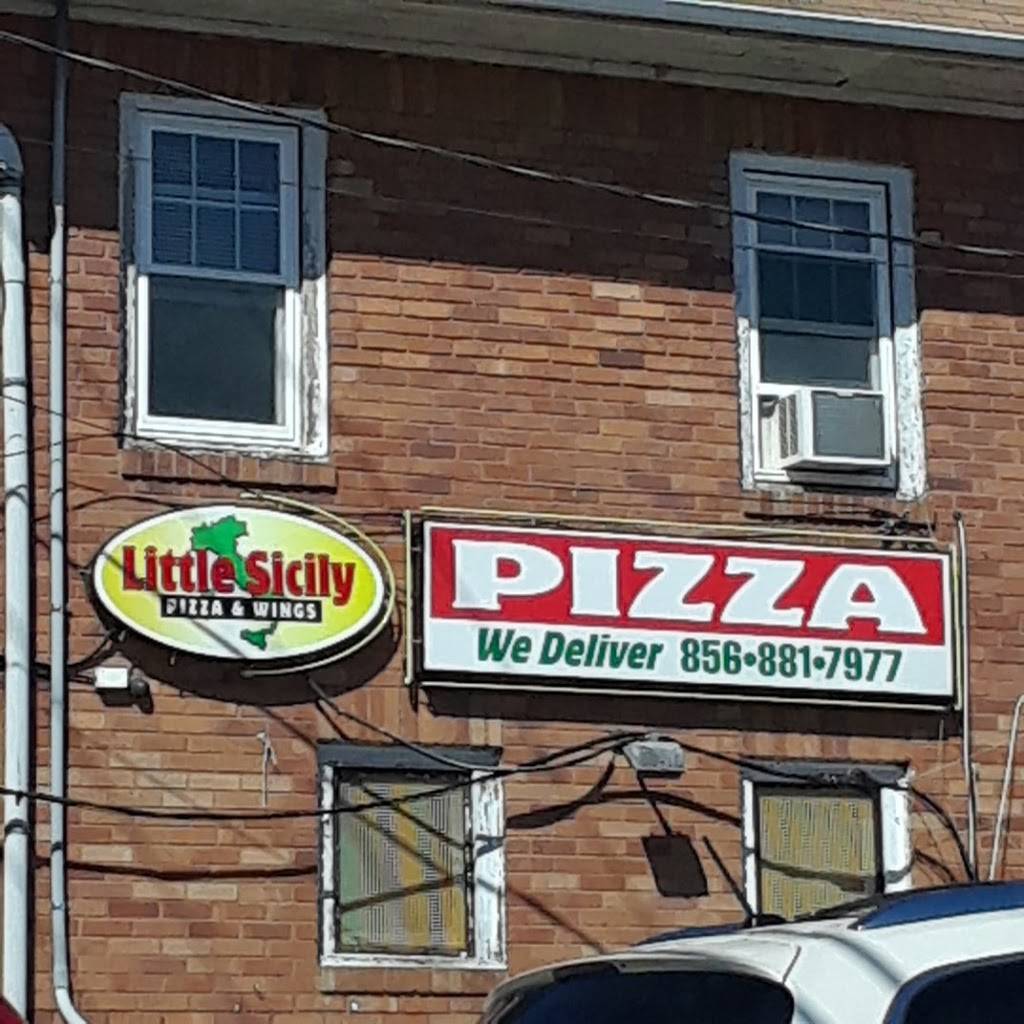 Little Sicily
PIZZA & WINGS
PIZZA
We Deliver 856•881•7977